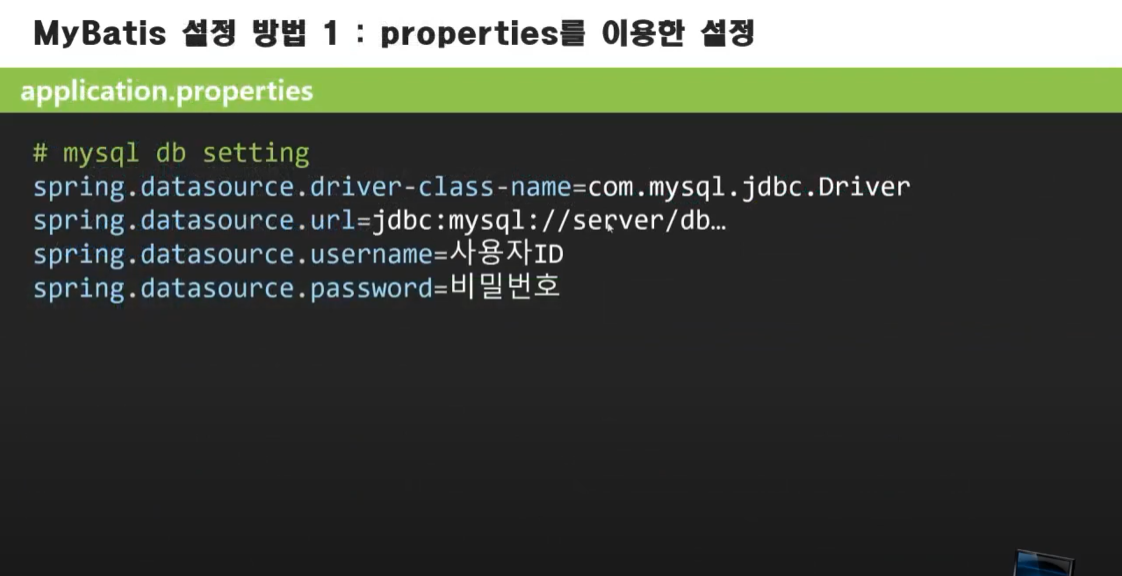 MyBatis 설정 방법 1 : properties를 이용한 설정
application.properties
# mysql db setting
spring.datasource.driver-class-name=com.mysql.jdbc.Driver
spring.datasource.url=jdbc:mysql://server/db…
spring.datasource.username=사용자ID
spring.datasource.password=비밀번호